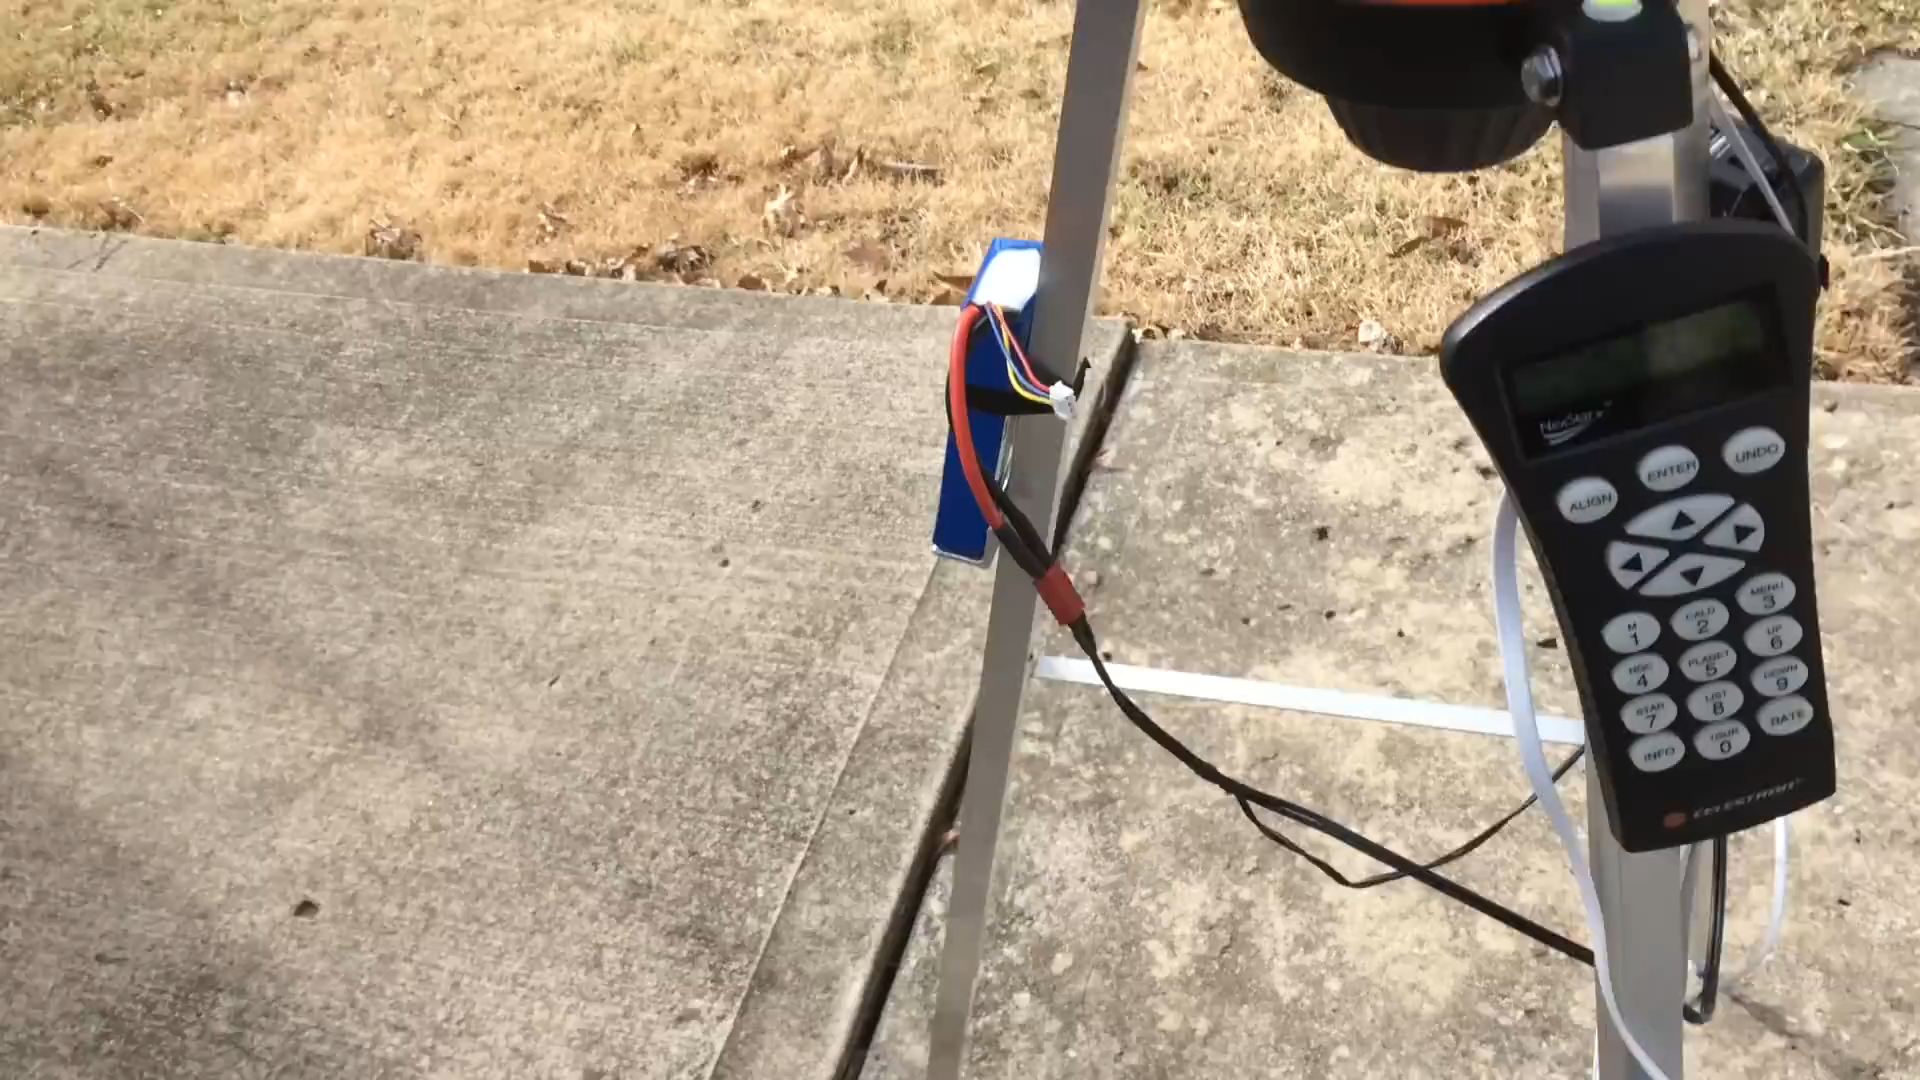 NexStar
ALIGN
ENTER
UNDO
M
1
CALD
2
MENU
3
NGC
4
PLANET
5
UP
6
STAR
7
LIST
8
DOWN
9
INFO
TOUR
0
RATE
CELESTRON